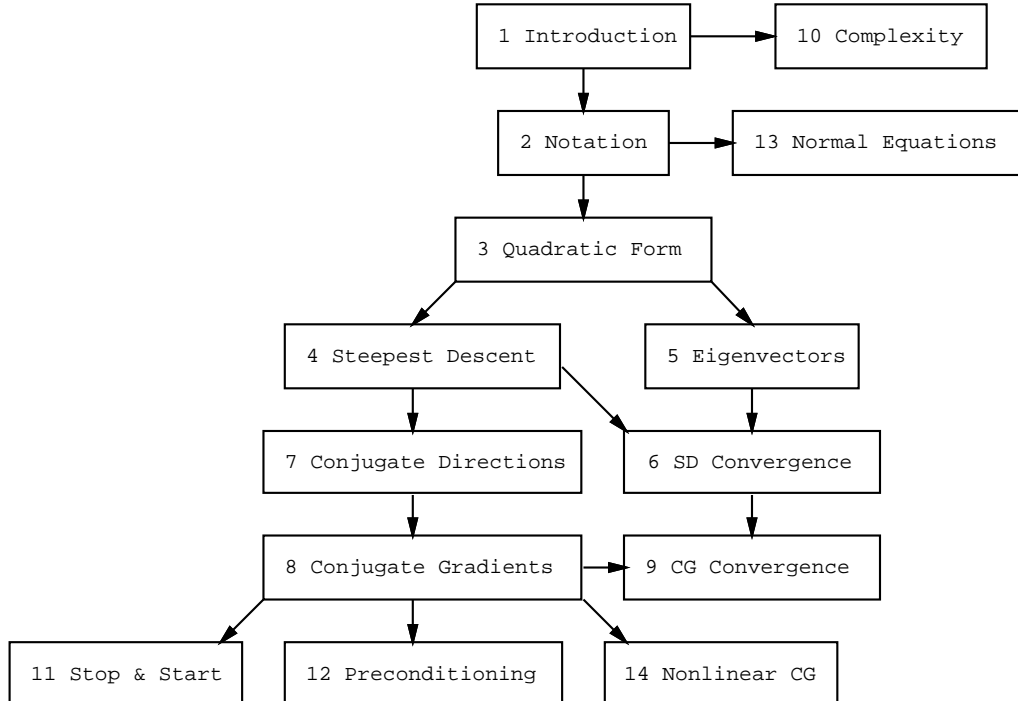 1 Introduction
10 Complexity
2 Notation
13 Normal Equations
3 Quadratic Form
4 Steepest Descent
5 Eigenvectors
7 Conjugate Directions
6 SD Convergence
8 Conjugate Gradients
9 CG Convergence
11 Stop & Start
12 Preconditioning
14 Nonlinear CG